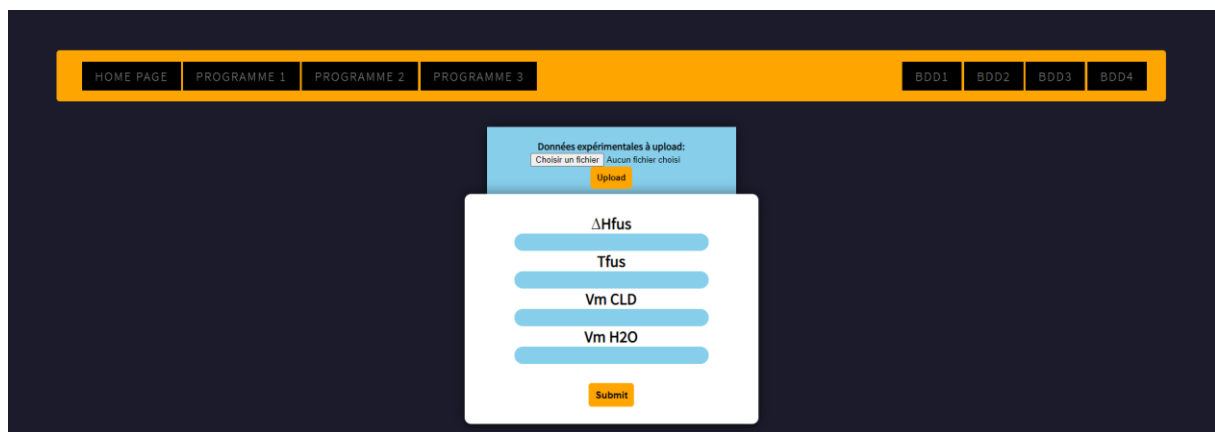 HOME PAGE PROGRAMME 1 PROGRAMME 2 PROGRAMME 3 BDD1 BDD2 BDD3 BDD4
Données expérimentales à upload:
Choisir un fichier Aucun fichier choisi
Upload
ΔHfus
Tfus
Vm CLD
Vm H2O
Submit